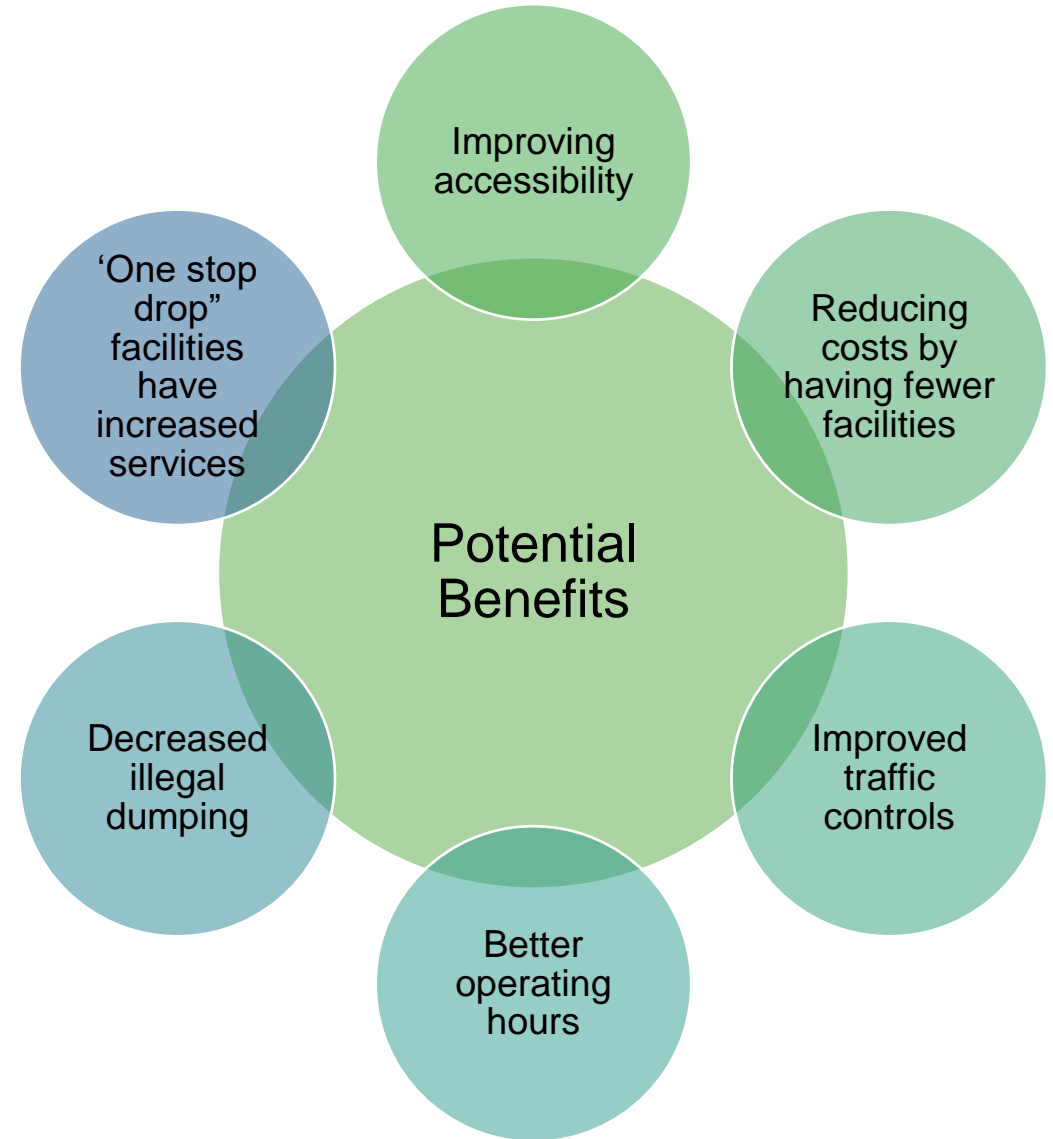 Improving
accessibility
‘One stop
drop”
facilities
have
increased
services
Reducing
costs by
having fewer
facilities
Potential
Benefits
Decreased
illegal
dumping
Improved
traffic
controls
Better
operating
hours